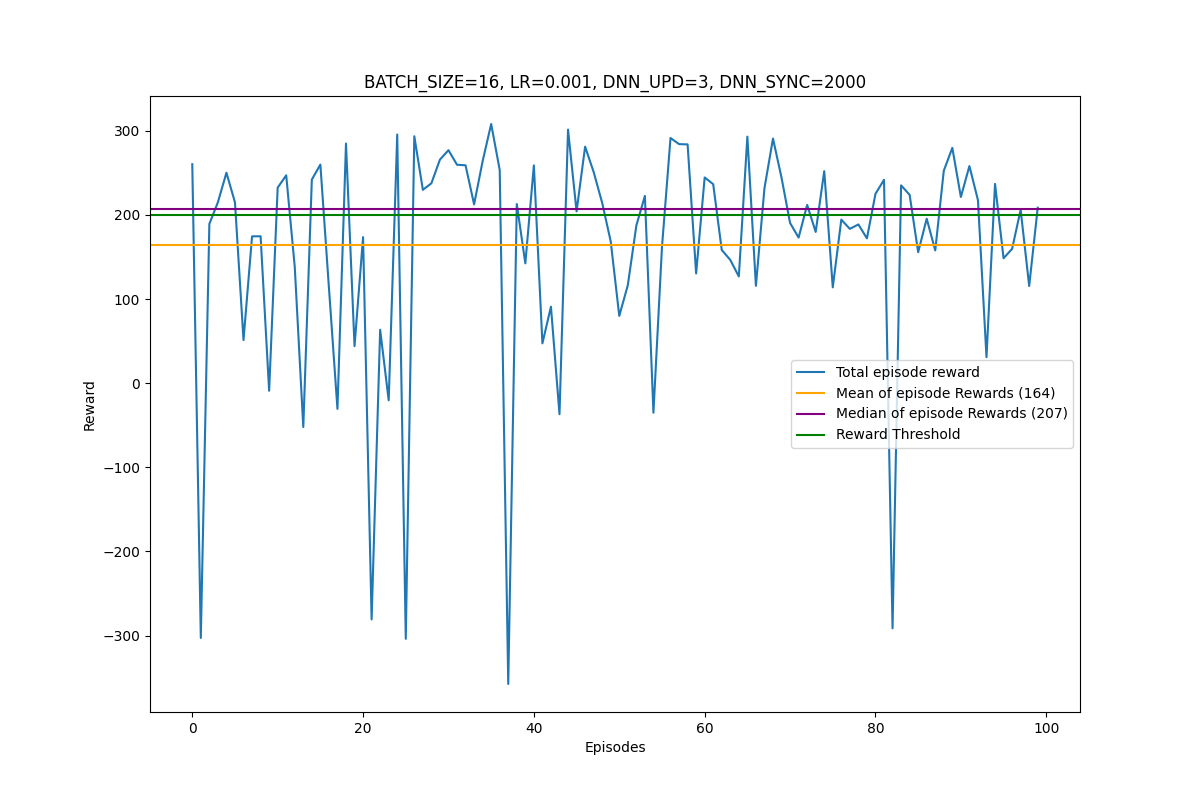 BATCH_SIZE=16, LR=0.001, DNN_UPD=3, DNN_SYNC=2000
300
200
100
0
−100
−200
−300
Reward
Total episode reward
Mean of episode Rewards (164)
Median of episode Rewards (207)
Reward Threshold
0 20 40 60 80 100
Episodes